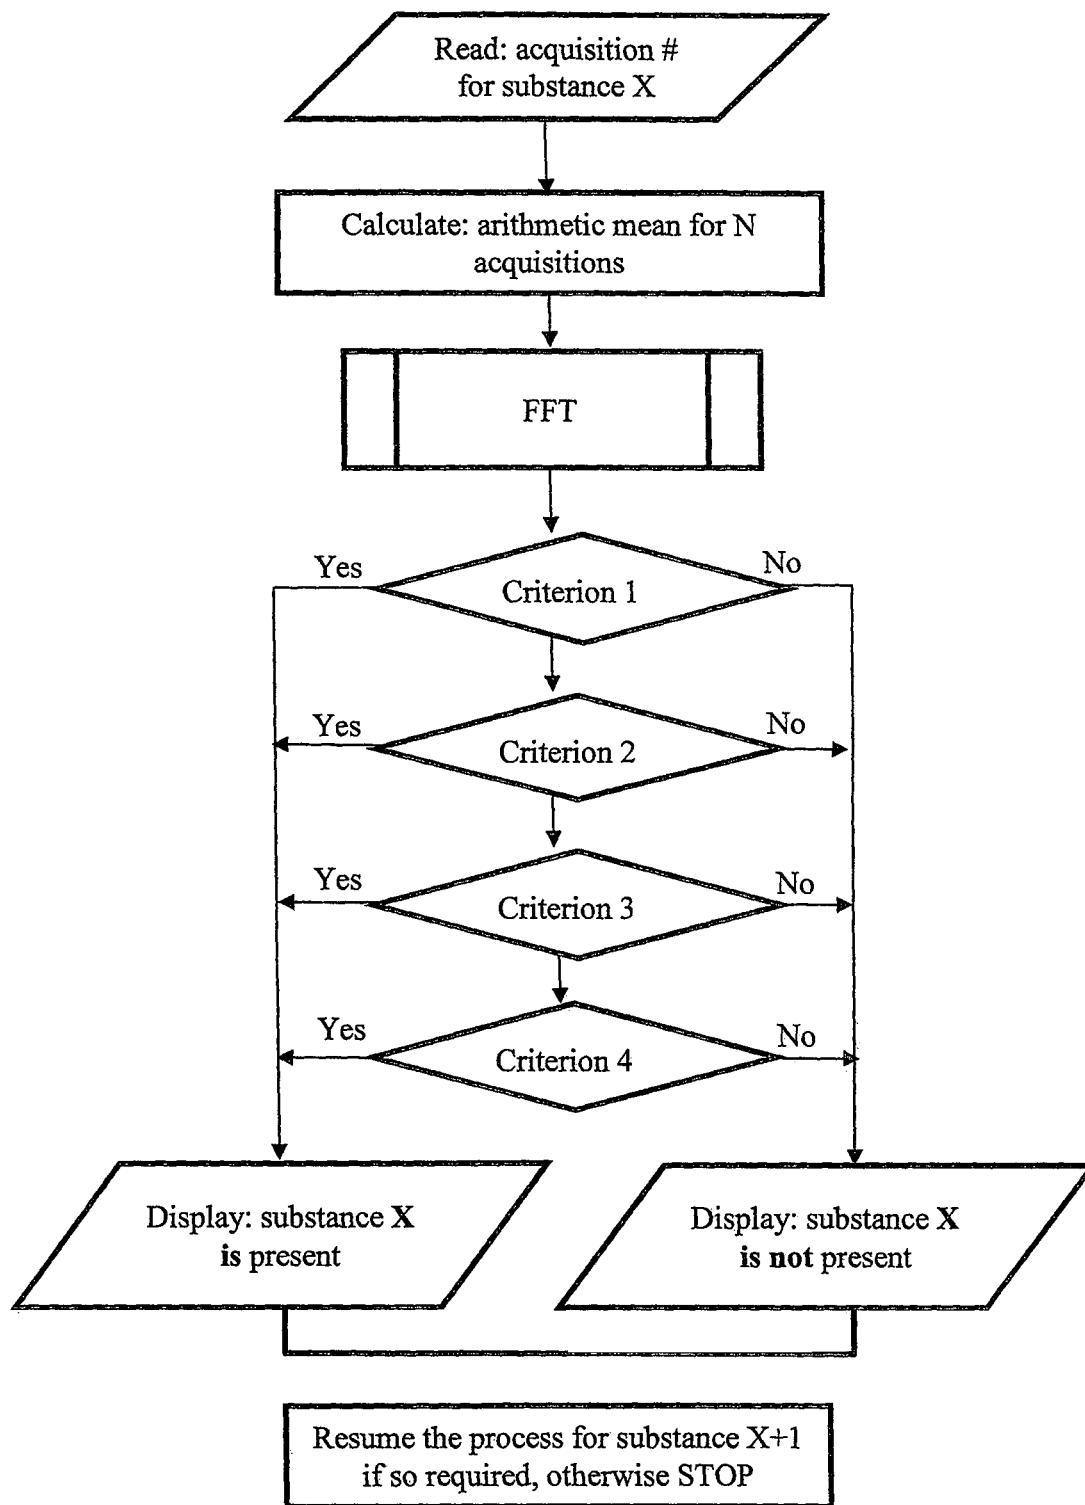 Read: acquisition #
for substance X
Calculate: arithmetic mean for N
acquisitions
FFT
Yes
No
Criterion 1
Yes
No
Criterion 2
Yes
No
Criterion 3
Yes
No
Criterion 4
Display: substance X
is present
Display: substance X
is not present
Resume the process for substance X+1
if so required, otherwise STOP